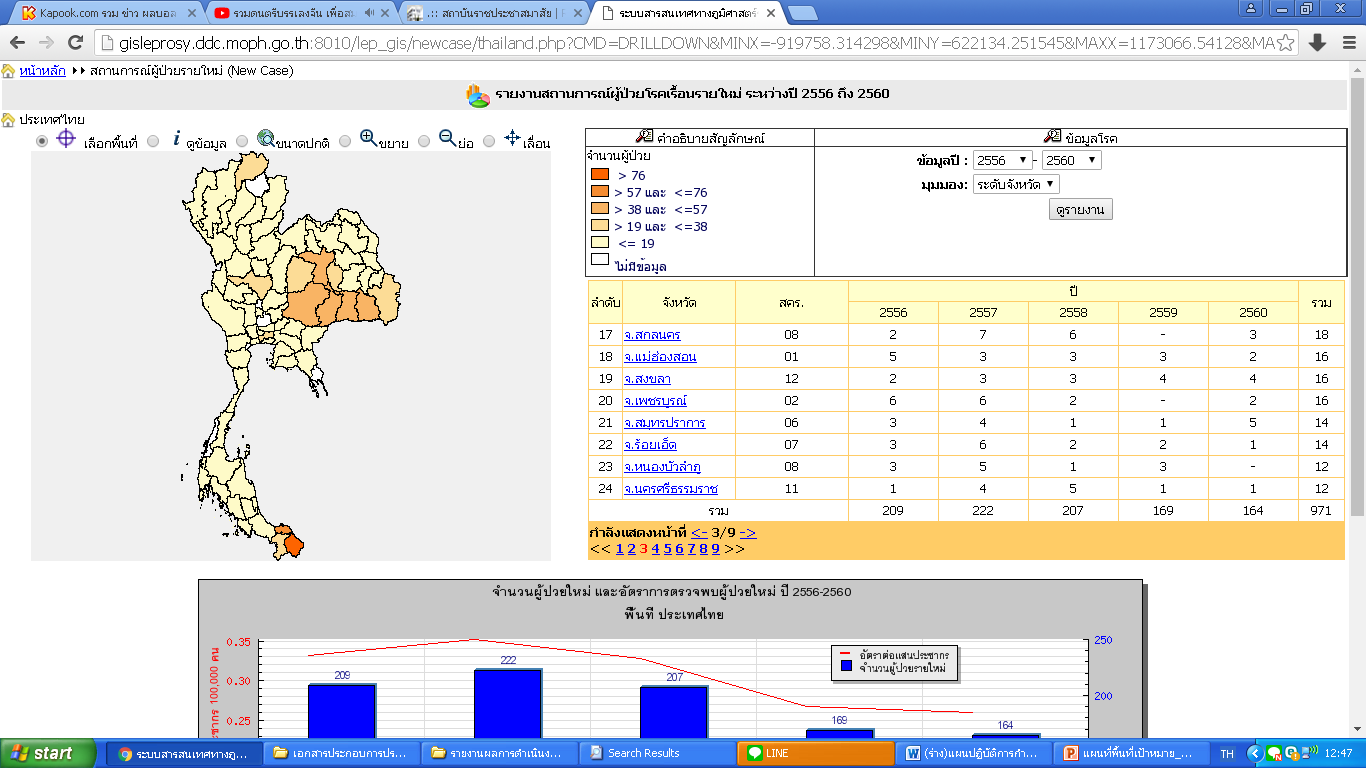 Kapook.com รวม ข่าว ผลบอล
รวมดนตรีบรรเลงจีน เพื่อสม
.:: สถาบันราชประชาสมาสัย | F
ระบบสารสนเทศทางภูมิศาสตร์
gisleprosy.ddc.moph.go.th:8010/lep_gis/newcase/thailand.php?CMD=DRILLDOWN&MINX=-919758.314298&MINY=622134.251545&MAXX=1173066.54128&MA
หน้าหลัก สถานการณ์ผู้ป่วยรายใหม่ (New Case)
รายงานสถานการณ์ผู้ป่วยโรคเรื้อนรายใหม่ ระหว่างปี 2556 ถึง 2560
ประเทศไทย
เลือกพื้นที่ ดูข้อมูล ขนาดปกติ ขยาย ย่อ เลื่อน
คำอธิบายสัญลักษณ์
จำนวนผู้ป่วย
> 76
> 57 และ <=76
> 38 และ <=57
> 19 และ <=38
<= 19
ไม่มีข้อมูล
ข้อมูลโรค
ข้อมูลปี : 2556 - 2560
มุมมอง: ระดับจังหวัด
ดูรายงาน
ลำดับ จังหวัด สคร. ปี รวม
2556 2557 2558 2559 2560
17 จ.สกลนคร 08 2 7 6 - 3 18
18 จ.แม่ฮ่องสอน 01 5 3 3 3 2 16
19 จ.สงขลา 12 2 3 3 4 4 16
20 จ.เพชรบูรณ์ 02 6 6 2 - 2 16
21 จ.สมุทรปราการ 06 3 4 1 1 5 14
22 จ.ร้อยเอ็ด 07 3 6 2 2 1 14
23 จ.หนองบัวลำภู 08 3 5 1 3 - 12
24 จ.นครศรีธรรมราช 11 1 4 5 1 1 12
รวม 209 222 207 169 164 971
กำลังแสดงหน้าที่ <- 3/9 ->
<< 1 2 3 4 5 6 7 8 9 >>
จำนวนผู้ป่วยใหม่ และอัตราการตรวจพบผู้ป่วยใหม่ ปี 2556-2560
พื้นที่ ประเทศไทย
0.35
0.30
0.25
ชากร 100,000 คน
250
200
อัตราต่อแสนประชากร
จำนวนผู้ป่วยรายใหม่
209
222
207
169
164
start
ระบบสารสนเทศทางภู...
เอกสารประกอบการปร...
รายงานผลการดำเนินง...
Search Results
LINE
(ร่าง)แผนปฏิบัติการกำ...
แผนที่พื้นที่เป้าหมาย_...
TH
12:47